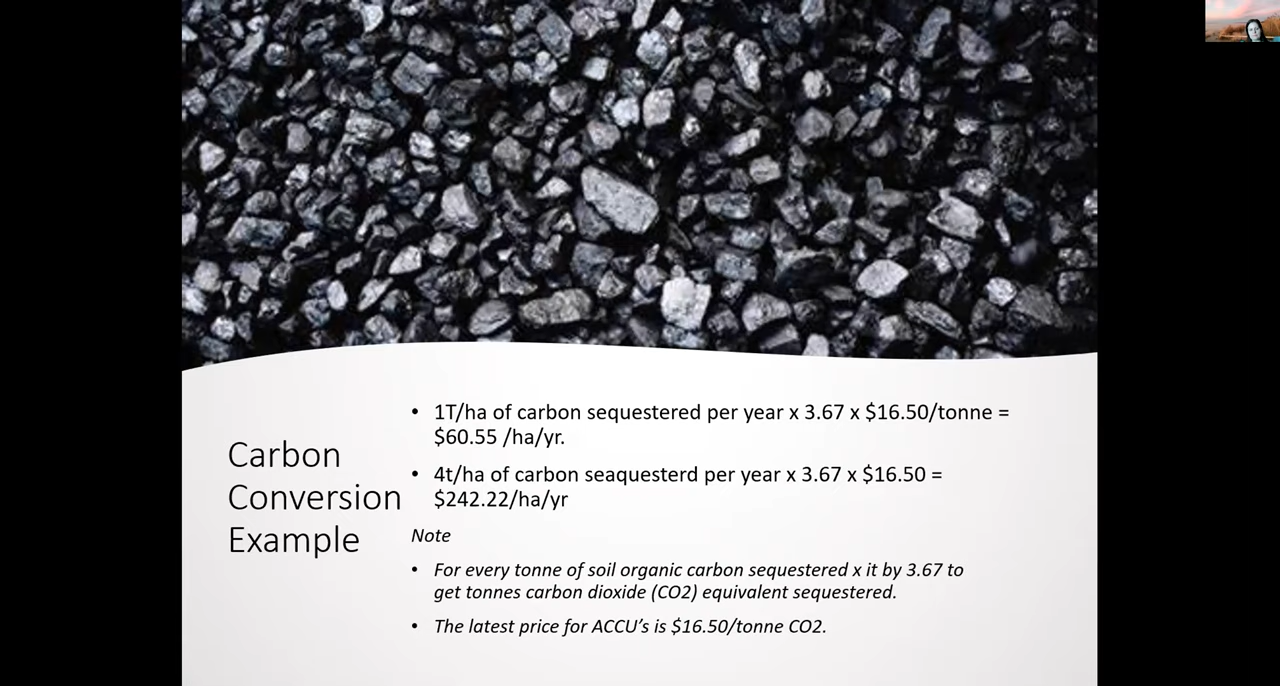 Carbon
Conversion
Example
• 1T/ha of carbon sequestered per year x 3.67 x $16.50/tonne =
$60.55 /ha/yr.
• 4t/ha of carbon seaquesterd per year x 3.67 x $16.50 =
$242.22/ha/yr
Note
• For every tonne of soil organic carbon sequestered x it by 3.67 to
get tonnes carbon dioxide (CO2) equivalent sequestered.
• The latest price for ACCU's is $16.50/tonne CO2.